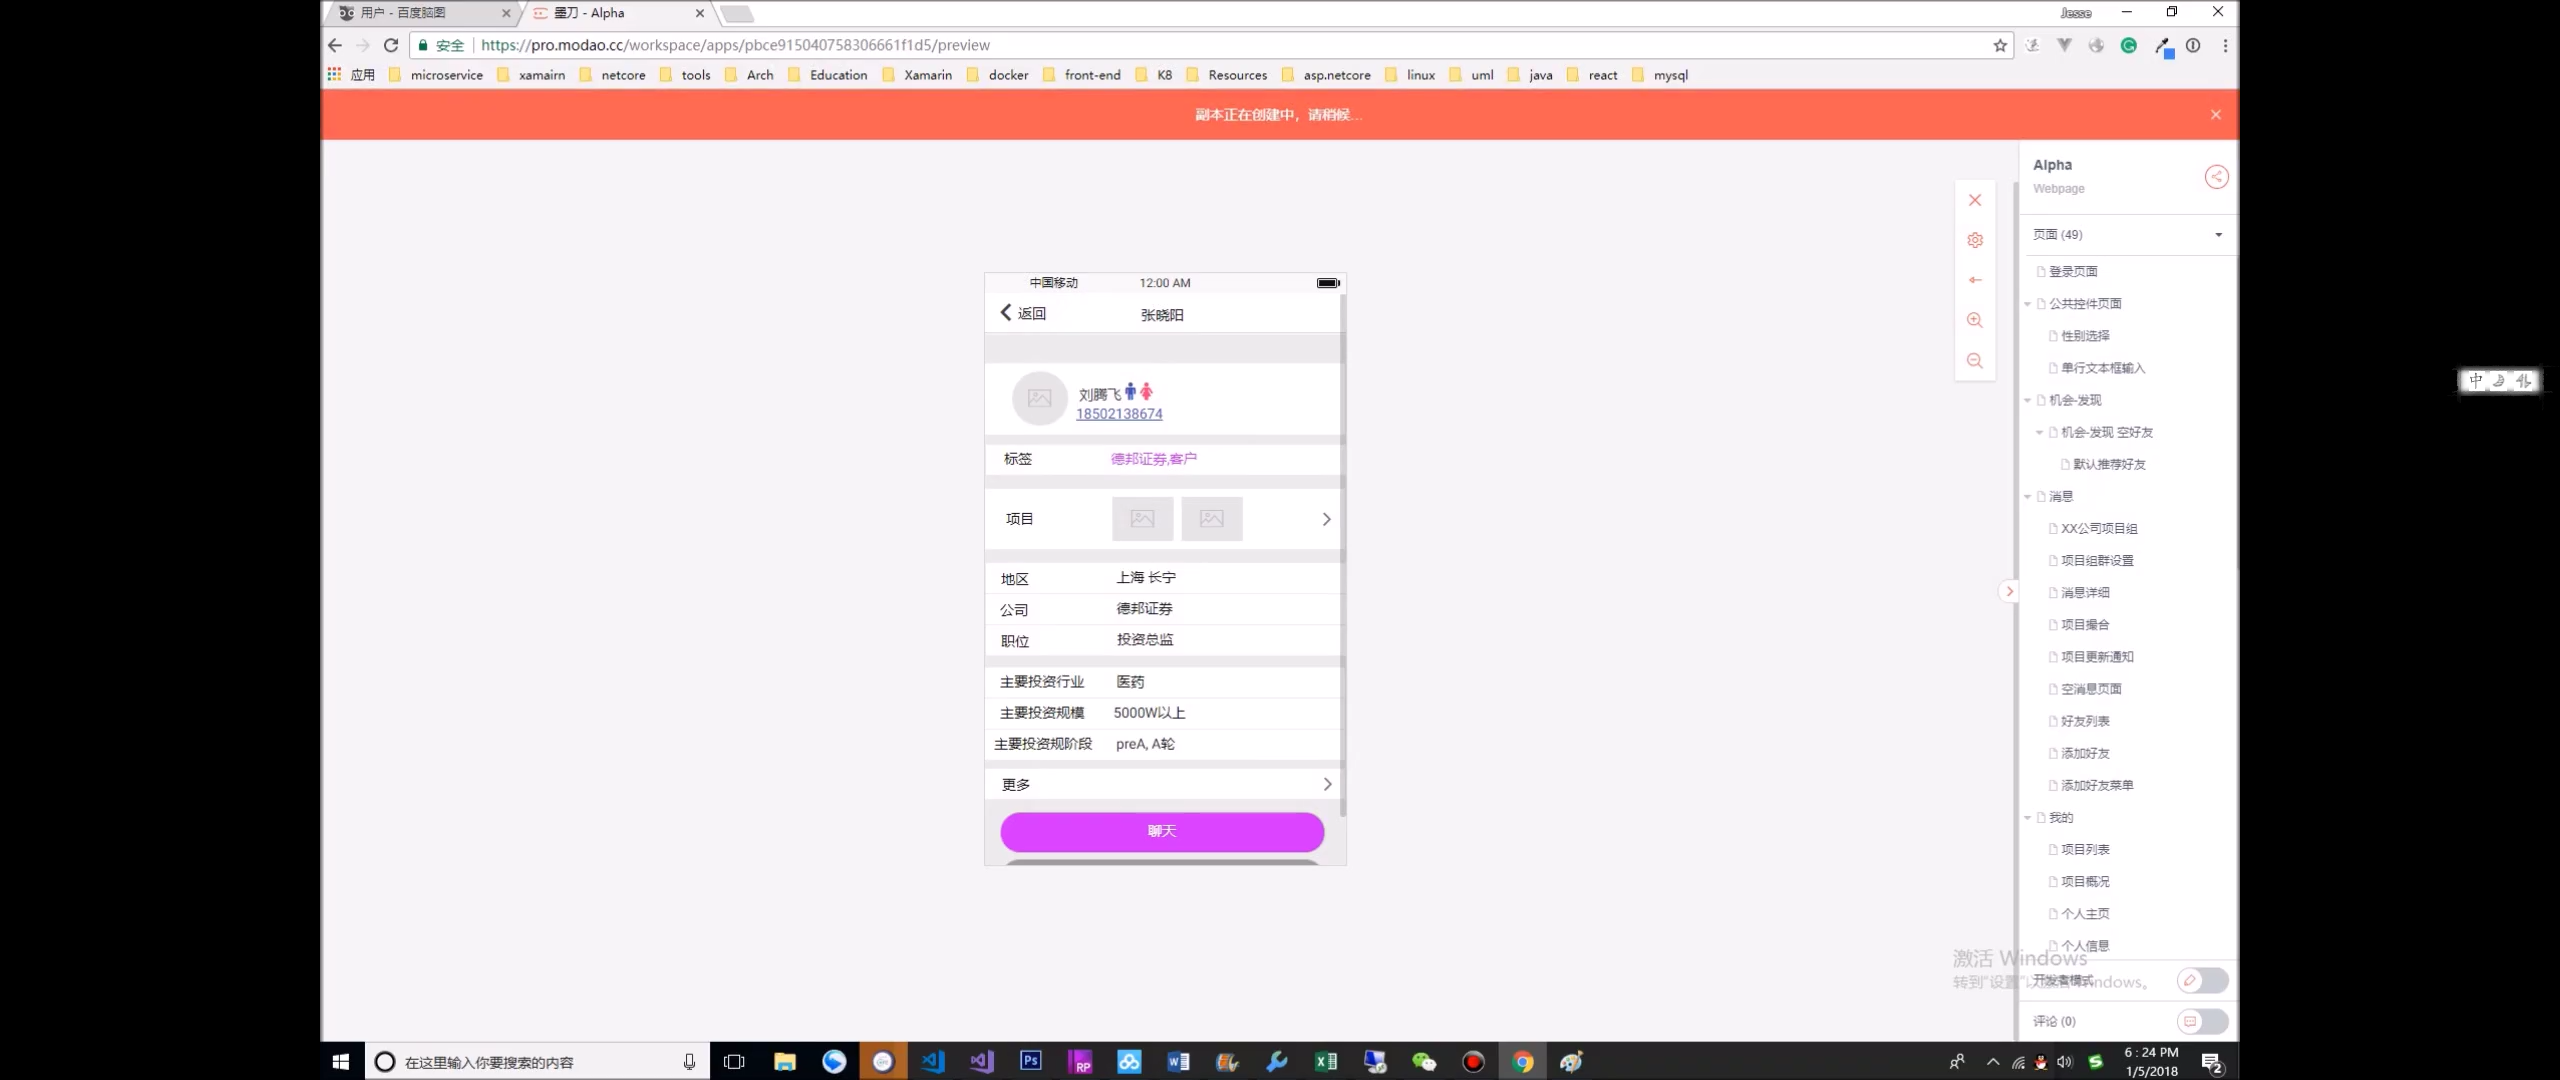 用户 - 百度脑图
墨刀 - Alpha
Jesse
安全
https://pro.modao.cc/workspace/apps/pbce915040758306661f1d5/preview
应用 microservice xamairn netcore tools Arch Education Xamarin docker front-end K8 Resources asp.netcore linux uml java react mysql
副本正在创建中，请稍候...
Alpha
Webpage
页面 (49)
登录页面
公共控件页面
性别选择
单行文本框输入
机会-发现
机会-发现 空好友
默认推荐好友
消息
XX公司项目组
项目组群设置
消息详细
项目撮合
项目更新通知
空消息页面
好友列表
添加好友
添加好友菜单
我的
项目列表
项目概况
个人主页
个人信息
开发者模式
评论 (0)
中国移动 12:00 AM
返回 张晓阳
刘腾飞
18502138674
标签 德邦证券,客户
项目
地区 上海 长宁
公司 德邦证券
职位 投资总监
主要投资行业 医药
主要投资规模 5000W以上
主要投资规阶段 preA, A轮
更多
聊天
激活 Windows
转到"设置"以激活 Windows。
中
在这里输入你要搜索的内容
Ps
RP
6:24 PM
1/5/2018
2